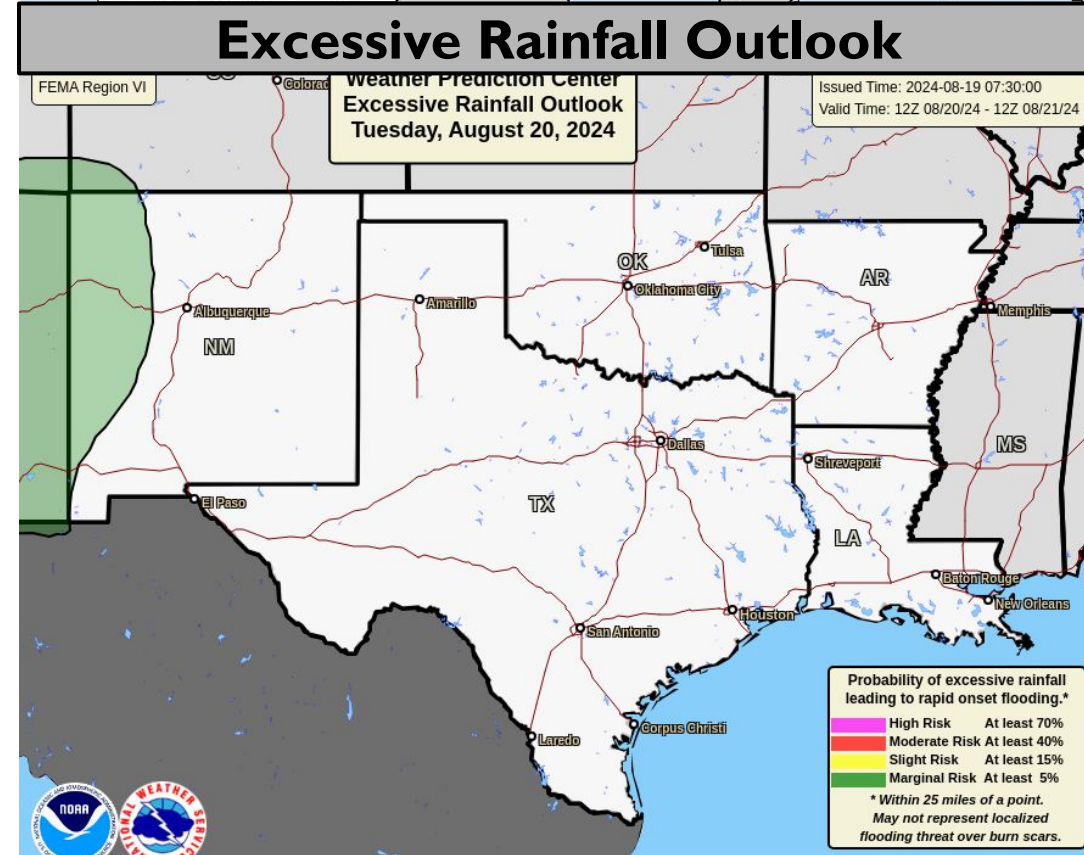 Excessive Rainfall Outlook
FEMA Region VI
Weather Prediction Center
Excessive Rainfall Outlook
Tuesday, August 20, 2024
Issued Time: 2024-08-19 07:30:00
Valid Time: 12Z 08/20/24 - 12Z 08/21/24
Colorad
Tulsa
OK
Oklahoma City
AR
Amarillo
Albuquerque
Memphis
NM
Dallas
MS
Shreveport
El Paso
TX
LA
Baton Rouge
New Orleans
Houston
San Antonio
Corpus Christi
Laredo
Probability of excessive rainfall
leading to rapid onset flooding.*
High Risk At least 70%
Moderate Risk At least 40%
Slight Risk At least 15%
Marginal Risk At least 5%
* Within 25 miles of a point.
May not represent localized
flooding threat over burn scars.
NOAA
NATIONAL WEATHER SERVICE